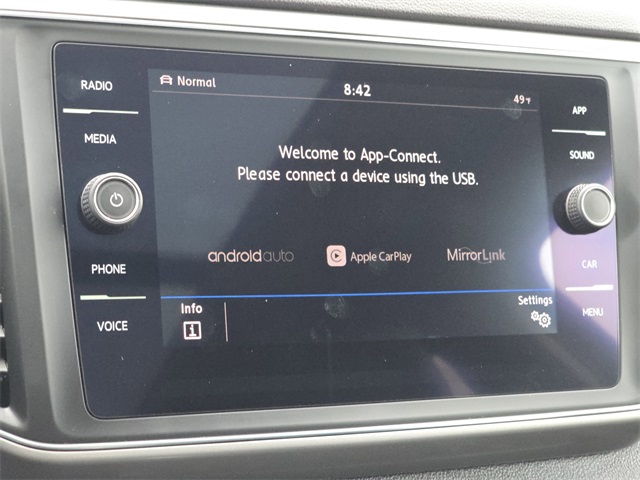 RADIO
MEDIA
PHONE
VOICE
Normal
8:42
49°F
Welcome to App-Connect.
Please connect a device using the USB.
androidauto
Apple CarPlay
MirrorLink
Info
i
Settings
APP
SOUND
CAR
MENU